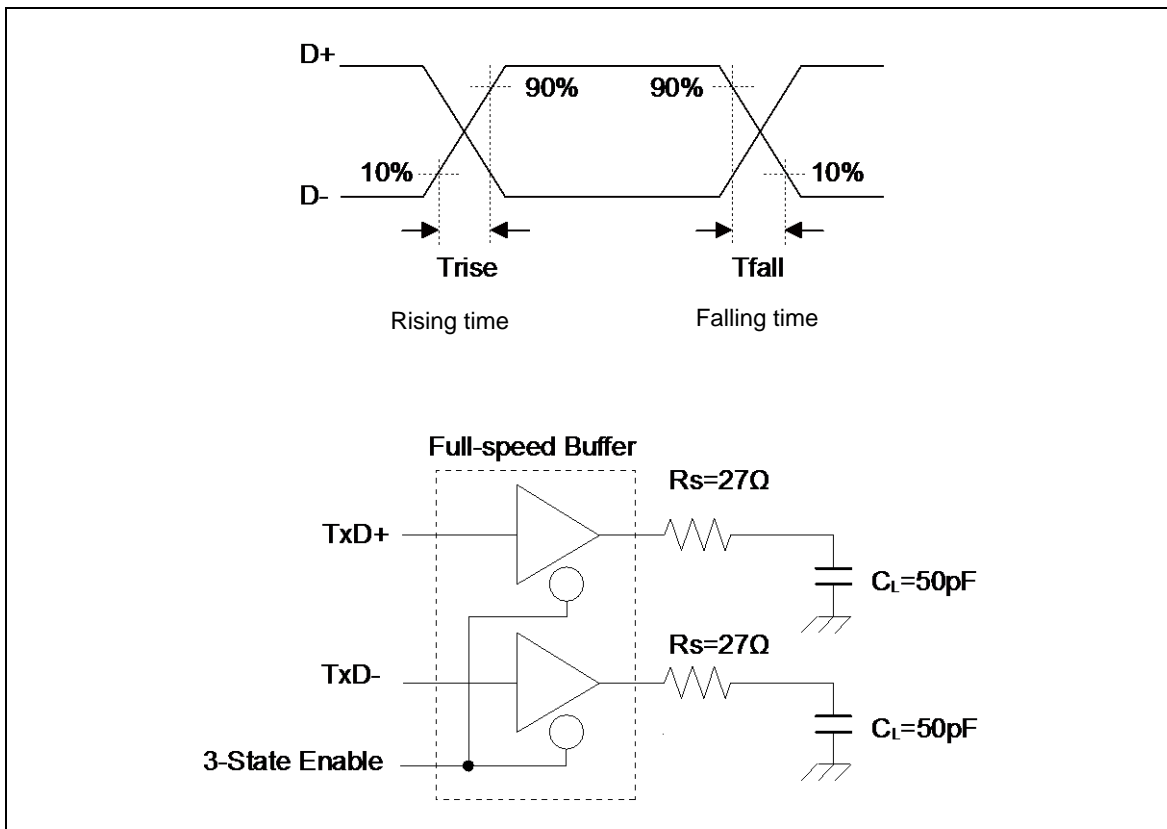 D+
90%
90%
10%
10%
D-
Trise
Tfall
Rising time
Falling time
Full-speed Buffer
Rs=27Ω
TxD+
CL=50pF
Rs=27Ω
TxD-
CL=50pF
3-State Enable